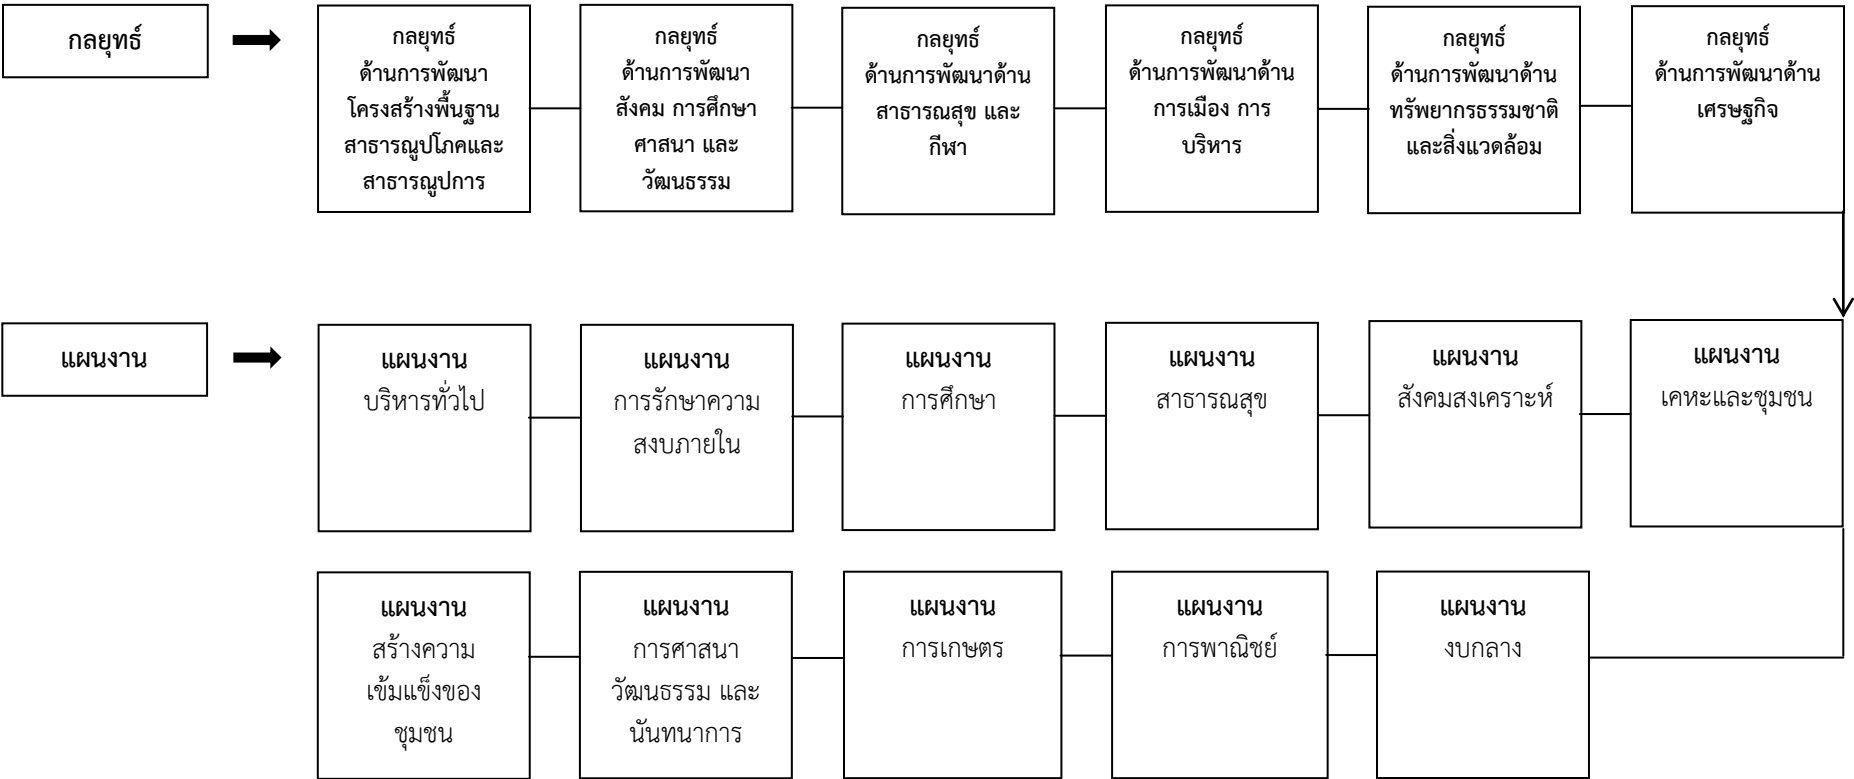 กลยุทธ์
กลยุทธ์
ด้านการพัฒนา
โครงสร้างพื้นฐาน
สาธารณูปโภคและ
สาธารณูปการ
กลยุทธ์
ด้านการพัฒนา
สังคม การศึกษา
ศาสนา และ
วัฒนธรรม
กลยุทธ์
ด้านการพัฒนาด้าน
สาธารณสุข และ
กีฬา
กลยุทธ์
ด้านการพัฒนาด้าน
การเมือง การ
บริหาร
กลยุทธ์
ด้านการพัฒนาด้าน
ทรัพยากรธรรมชาติ
และสิ่งแวดล้อม
กลยุทธ์
ด้านการพัฒนาด้าน
เศรษฐกิจ
แผนงาน
แผนงาน
บริหารทั่วไป
แผนงาน
การรักษาความ
สงบภายใน
แผนงาน
การศึกษา
แผนงาน
สาธารณสุข
แผนงาน
สังคมสงเคราะห์
แผนงาน
เคหะและชุมชน
แผนงาน
สร้างความ
เข้มแข็งของ
ชุมชน
แผนงาน
การศาสนา
วัฒนธรรม และ
นันทนาการ
แผนงาน
การเกษตร
แผนงาน
การพาณิชย์
แผนงาน
งบกลาง